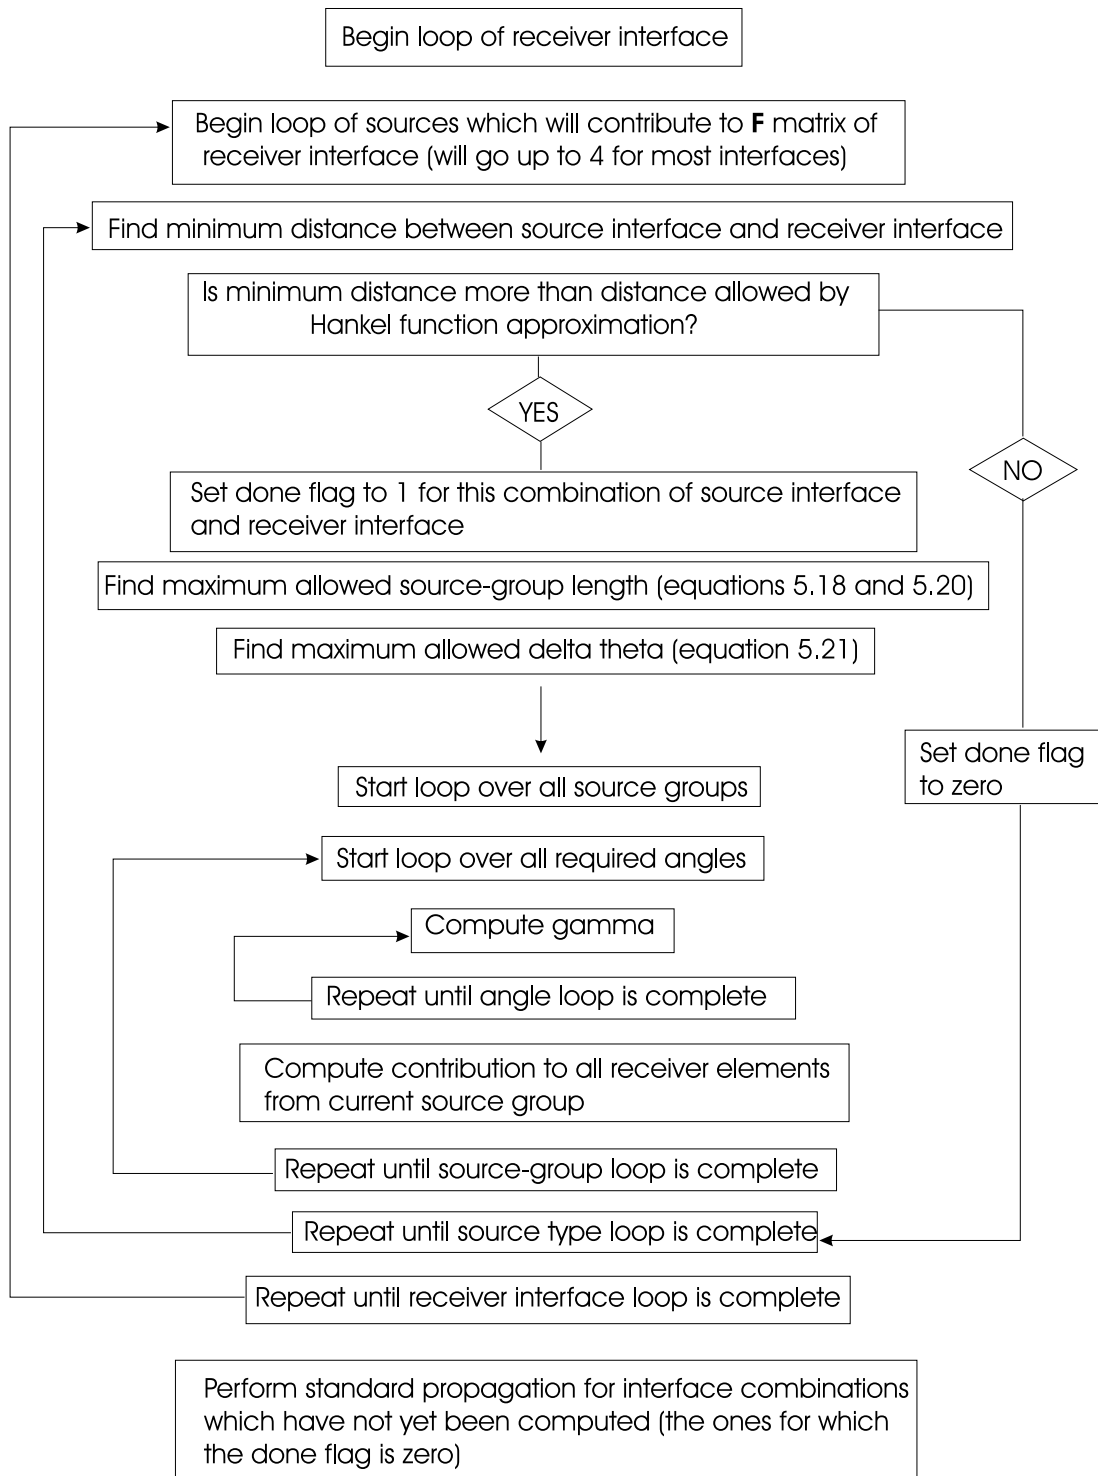 Begin loop of receiver interface
Begin loop of sources which will contribute to F matrix of
receiver interface (will go up to 4 for most interfaces)
Find minimum distance between source interface and receiver interface
Is minimum distance more than distance allowed by
Hankel function approximation?
YES
NO
Set done flag to 1 for this combination of source interface
and receiver interface
Find maximum allowed source-group length (equations 5.18 and 5.20)
Find maximum allowed delta theta (equation 5.21)
Set done flag
to zero
Start loop over all source groups
Start loop over all required angles
Compute gamma
Repeat until angle loop is complete
Compute contribution to all receiver elements
from current source group
Repeat until source-group loop is complete
Repeat until source type loop is complete
Repeat until receiver interface loop is complete
Perform standard propagation for interface combinations
which have not yet been computed (the ones for which
the done flag is zero)